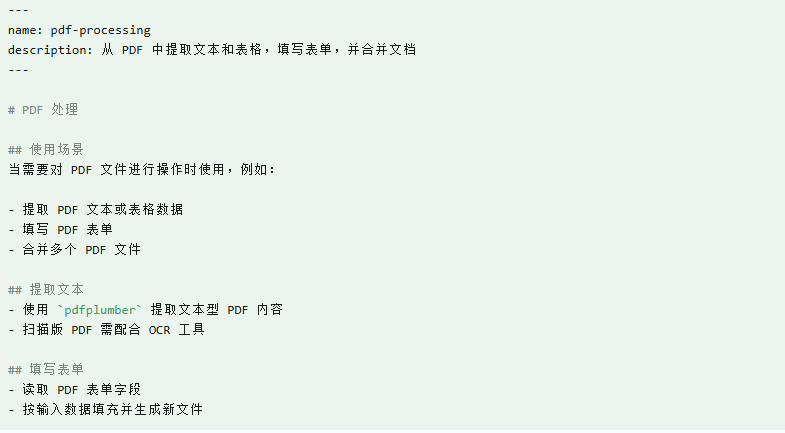 ---
name: pdf-processing
description: 从 PDF 中提取文本和表格，填写表单，并合并文档
---
# PDF 处理
## 使用场景
当需要对 PDF 文件进行操作时使用，例如：
- 提取 PDF 文本或表格数据
- 填写 PDF 表单
- 合并多个 PDF 文件
## 提取文本
- 使用 `pdfplumber` 提取文本型 PDF 内容
- 扫描版 PDF 需配合 OCR 工具
## 填写表单
- 读取 PDF 表单字段
- 按输入数据填充并生成新文件